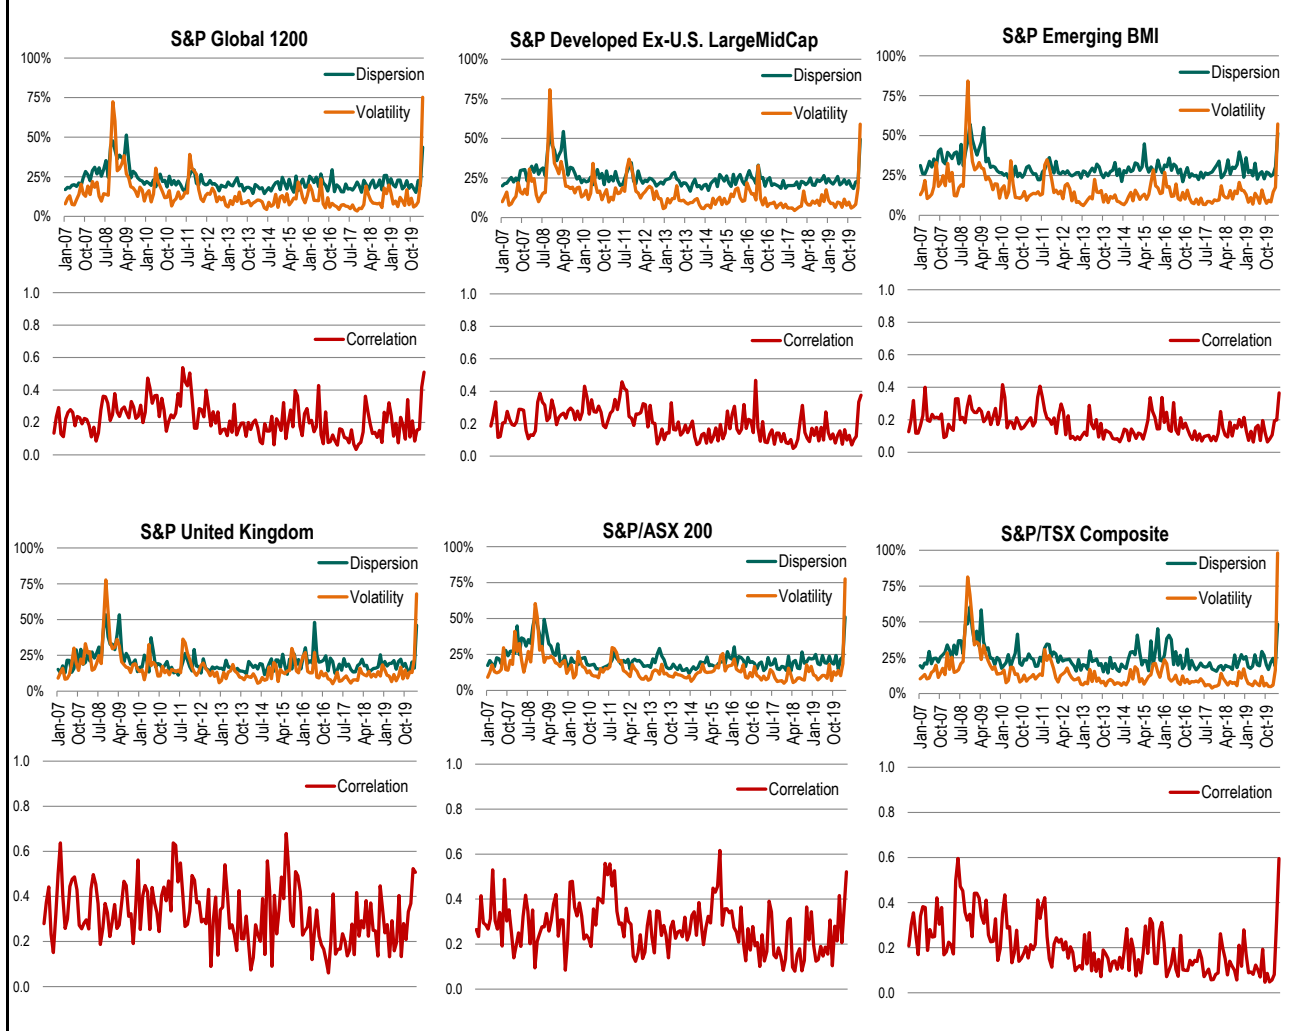 S&P Global 1200
100%
75%
50%
25%
0%
Dispersion
Volatility
Jan-07
Oct-07
Jul-08
Apr-09
Jan-10
Oct-10
Jul-11
Apr-12
Jan-13
Oct-13
Jul-14
Apr-15
Jan-16
Oct-16
Jul-17
Apr-18
Jan-19
Oct-19
1.0
0.8
0.6
0.4
0.2
0.0
Correlation
S&P Developed Ex-U.S. LargeMidCap
100%
75%
50%
25%
0%
Dispersion
Volatility
Jan-07
Oct-07
Jul-08
Apr-09
Jan-10
Oct-10
Jul-11
Apr-12
Jan-13
Oct-13
Jul-14
Apr-15
Jan-16
Oct-16
Jul-17
Apr-18
Jan-19
Oct-19
1.0
0.8
0.6
0.4
0.2
0.0
Correlation
S&P Emerging BMI
100%
75%
50%
25%
0%
Dispersion
Volatility
Jan-07
Oct-07
Jul-08
Apr-09
Jan-10
Oct-10
Jul-11
Apr-12
Jan-13
Oct-13
Jul-14
Apr-15
Jan-16
Oct-16
Jul-17
Apr-18
Jan-19
Oct-19
1.0
0.8
0.6
0.4
0.2
0.0
Correlation
S&P United Kingdom
100%
75%
50%
25%
0%
Dispersion
Volatility
Jan-07
Oct-07
Jul-08
Apr-09
Jan-10
Oct-10
Jul-11
Apr-12
Jan-13
Oct-13
Jul-14
Apr-15
Jan-16
Oct-16
Jul-17
Apr-18
Jan-19
Oct-19
1.0
0.8
0.6
0.4
0.2
0.0
Correlation
S&P/ASX 200
100%
75%
50%
25%
0%
Dispersion
Volatility
Jan-07
Oct-07
Jul-08
Apr-09
Jan-10
Oct-10
Jul-11
Apr-12
Jan-13
Oct-13
Jul-14
Apr-15
Jan-16
Oct-16
Jul-17
Apr-18
Jan-19
Oct-19
1.0
0.8
0.6
0.4
0.2
0.0
Correlation
S&P/TSX Composite
100%
75%
50%
25%
0%
Dispersion
Volatility
Jan-07
Oct-07
Jul-08
Apr-09
Jan-10
Oct-10
Jul-11
Apr-12
Jan-13
Oct-13
Jul-14
Apr-15
Jan-16
Oct-16
Jul-17
Apr-18
Jan-19
Oct-19
1.0
0.8
0.6
0.4
0.2
0.0
Correlation